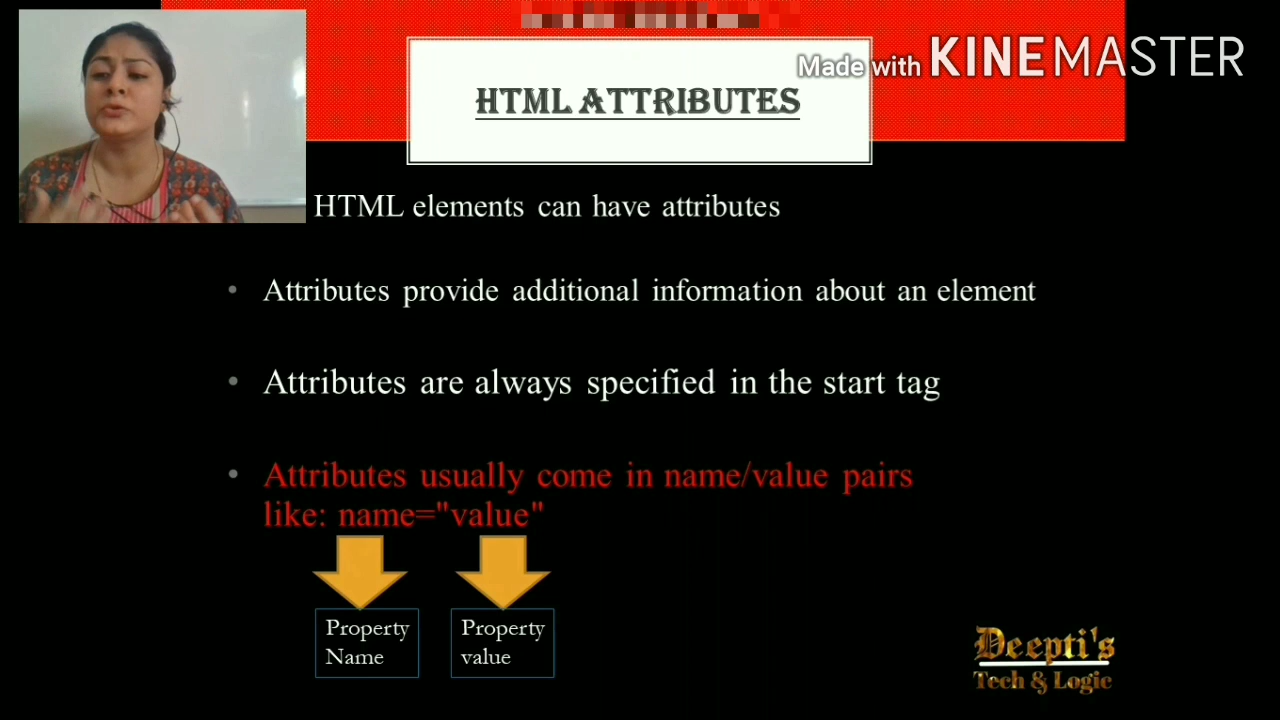 Made with KINEMASTER
HTML ATTRIBUTES
HTML elements can have attributes
• Attributes provide additional information about an element
• Attributes are always specified in the start tag
• Attributes usually come in name/value pairs
like: name="value"
Property
Name
Property
value
Deepti's
Tech & Logic